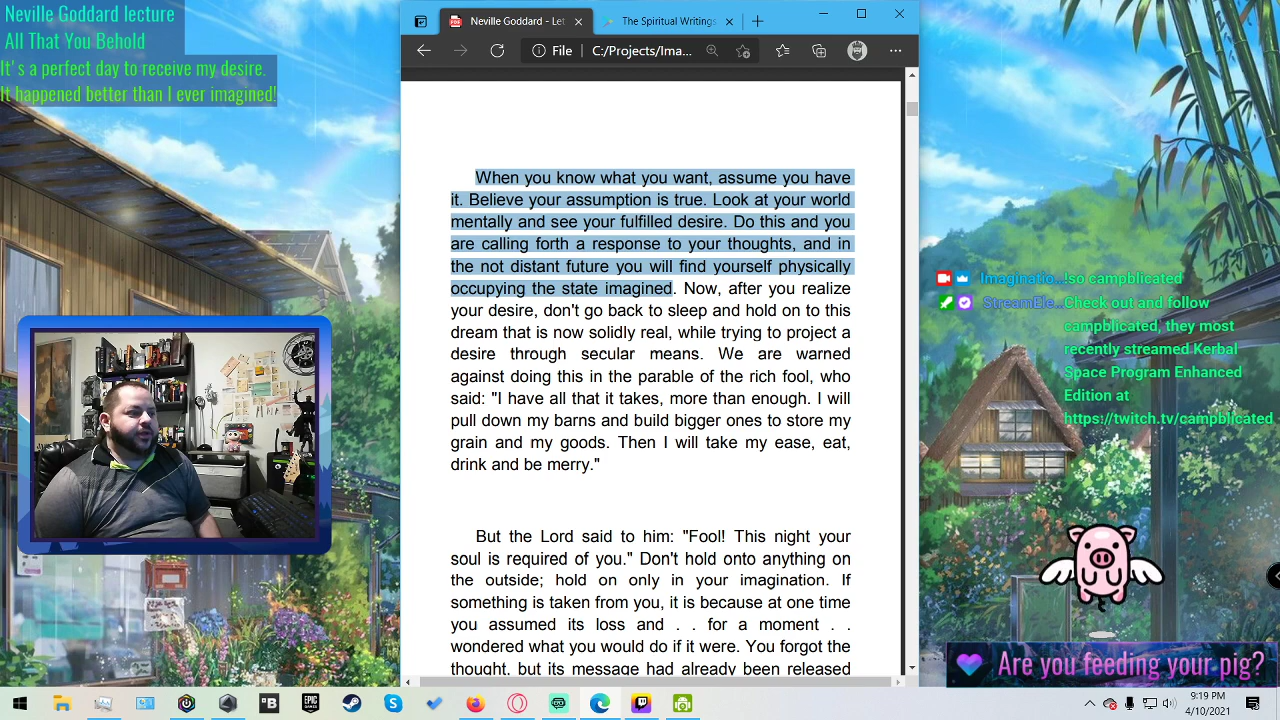 Neville Goddard lecture
All That You Behold
It's a perfect day to receive my desire.
It happened better than I ever imagined!
Neville Goddard - Let
The Spiritual Writings
File
C:/Projects/Ima...
When you know what you want, assume you have
it. Believe your assumption is true. Look at your world
mentally and see your fulfilled desire. Do this and you
are calling forth a response to your thoughts, and in
the not distant future you will find yourself physically
occupying the state imagined. Now, after you realize
your desire, don't go back to sleep and hold on to this
dream that is now solidly real, while trying to project a
desire through secular means. We are warned
against doing this in the parable of the rich fool, who
said: "I have all that it takes, more than enough. I will
pull down my barns and build bigger ones to store my
grain and my goods. Then I will take my ease, eat,
drink and be merry."
But the Lord said to him: "Fool! This night your
soul is required of you." Don't hold onto anything on
the outside; hold on only in your imagination. If
something is taken from you, it is because at one time
you assumed its loss and . . for a moment . .
wondered what you would do if it were. You forgot the
thought, but its message had already been released
Imaginatio... !so campblicated
StreamEle... Check out and follow
campblicated, they most
recently streamed Kerbal
Space Program Enhanced
Edition at
https://twitch.tv/campblicated
Are you feeding your pig?
EPIC
GAMES
9:19 PM
4/10/2021